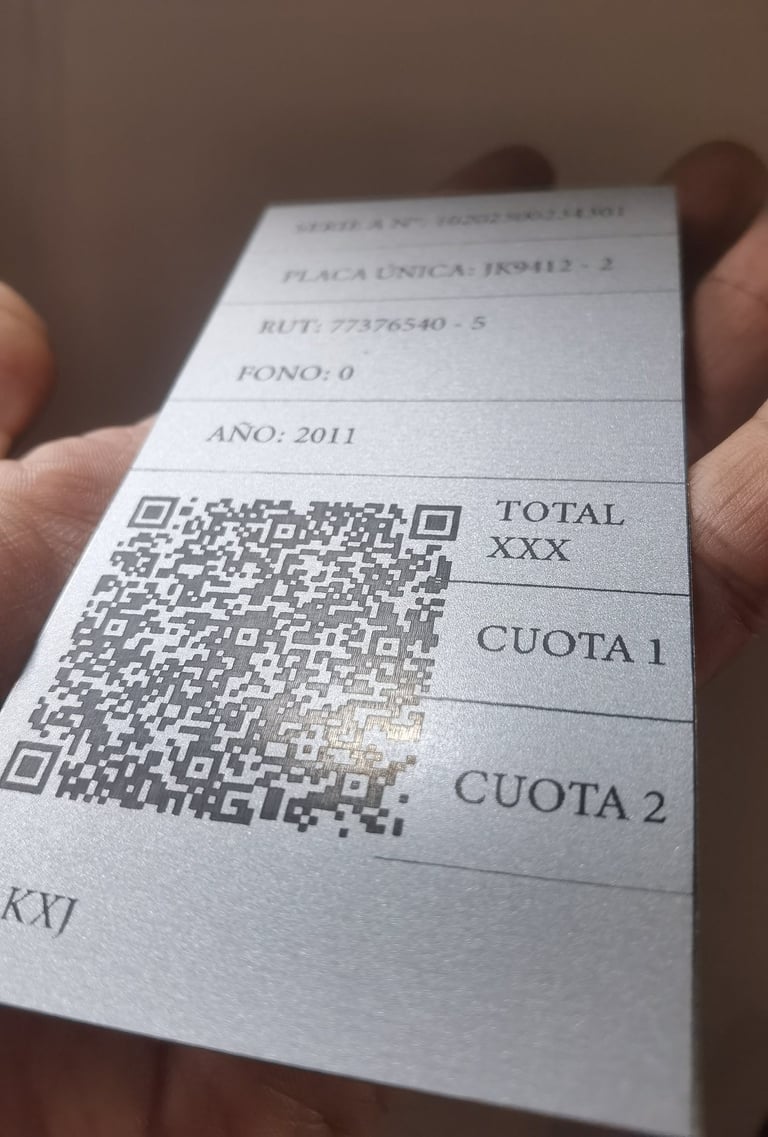 SERIE A N°:
PLACA ÚNICA: JK9412 - 2
RUT: 77376540 - 5
FONO: 0
AÑO: 2011
TOTAL
XXX
CUOTA 1
CUOTA 2
KXJ